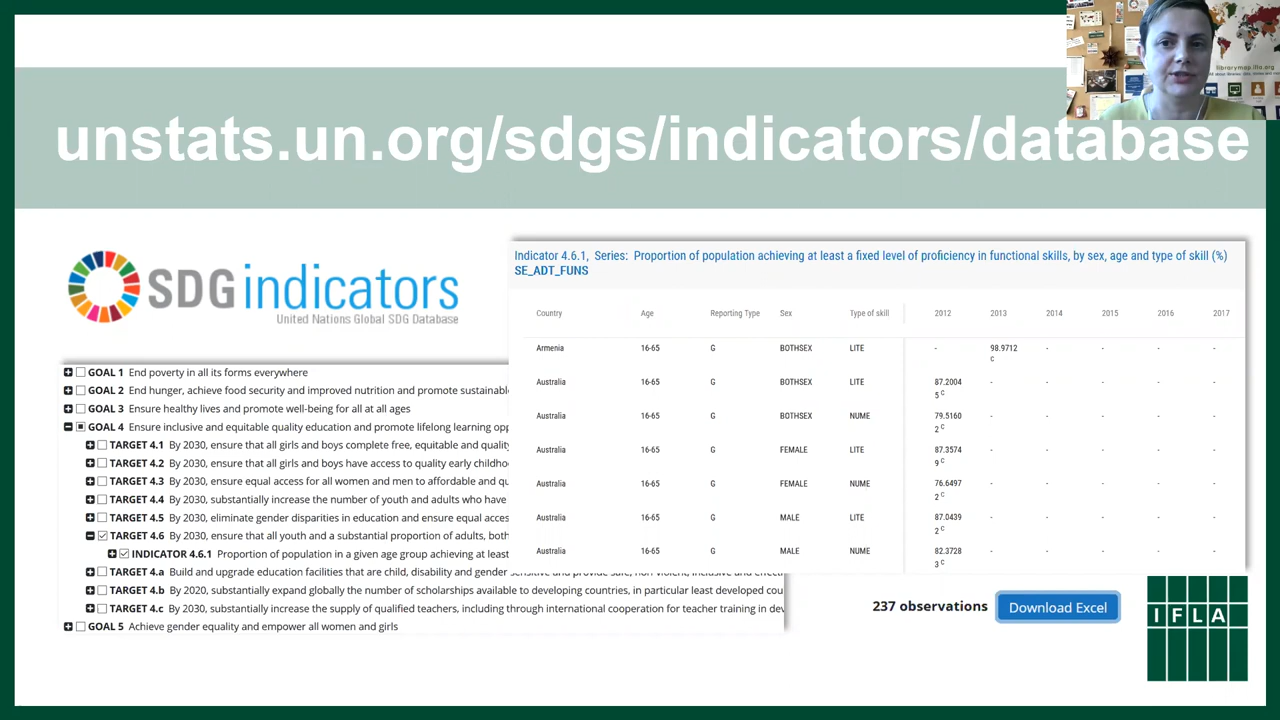 unstats.un.org/sdgs/indicators/database
librarymap.ifla.org
SDG indicators
United Nations Global SDG Database
GOAL 1 End poverty in all its forms everywhere
GOAL 2 End hunger, achieve food security and improved nutrition and promote sustainabl
GOAL 3 Ensure healthy lives and promote well-being for all at all ages
GOAL 4 Ensure inclusive and equitable quality education and promote lifelong learning opp
TARGET 4.1 By 2030, ensure that all girls and boys complete free, equitable and quality
TARGET 4.2 By 2030, ensure that all girls and boys have access to quality early childho
TARGET 4.3 By 2030, ensure equal access for all women and men to affordable and qu
TARGET 4.4 By 2030, substantially increase the number of youth and adults who have
TARGET 4.5 By 2030, eliminate gender disparities in education and ensure equal acces
TARGET 4.6 By 2030, ensure that all youth and a substantial proportion of adults, both
INDICATOR 4.6.1 Proportion of population in a given age group achieving at least
TARGET 4.a Build and upgrade education facilities that are child, disability and gender sensitive and provide safe, non-violent, inclusive and effecti
TARGET 4.b By 2020, substantially expand globally the number of scholarships available to developing countries, in particular least developed cou
TARGET 4.c By 2030, substantially increase the supply of qualified teachers, including through international cooperation for teacher training in dev
GOAL 5 Achieve gender equality and empower all women and girls
Indicator 4.6.1, Series: Proportion of population achieving at least a fixed level of proficiency in functional skills, by sex, age and type of skill (%)
SE_ADT_FUNS
Country Age Reporting Type Sex Type of skill 2012 2013 2014 2015 2016 2017
Armenia 16-65 G BOTHSEX LITE - 98.9712 - - - -
C
Australia 16-65 G BOTHSEX LITE 87.2004 - - - - -
5 C
Australia 16-65 G BOTHSEX NUME 79.5160 - - - - -
2 C
Australia 16-65 G FEMALE LITE 87.3574 - - - - -
9 C
Australia 16-65 G FEMALE NUME 76.6497 - - - - -
2 C
Australia 16-65 G MALE LITE 87.0439 - - - - -
2 C
Australia 16-65 G MALE NUME 82.3728 - - - - -
3 C
237 observations Download Excel
IFLA